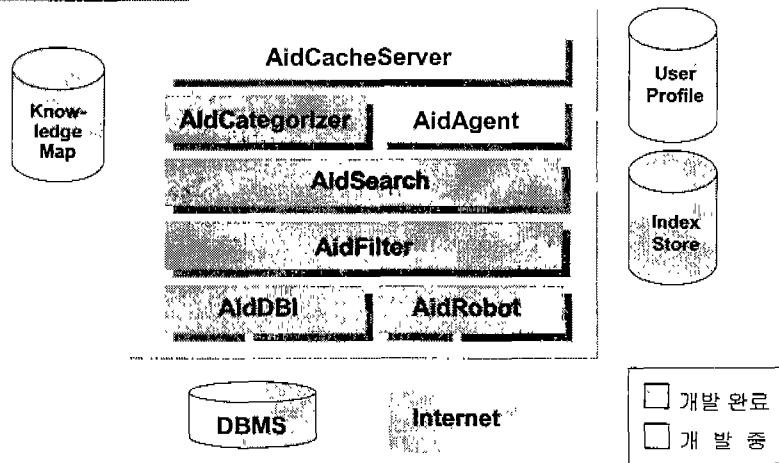 AidCacheServer
Know-
ledge
Map
User
Profile
AidCategorizer
AidAgent
AidSearch
Index
Store
AidFilter
AidDBI
AidRobot
DBMS
Internet
개발 완료
개 발 중